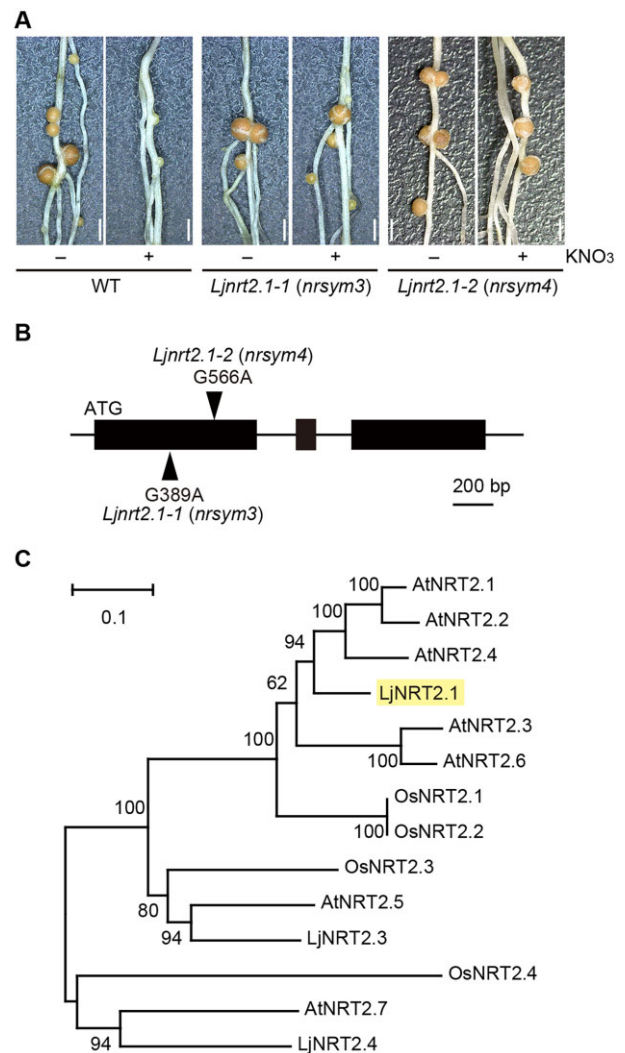 A
– + – + – + KNO3
WT Ljnrt2.1-1 (nrsym3) Ljnrt2.1-2 (nrsym4)
B
Ljnrt2.1-2 (nrsym4)
G566A
ATG
G389A
Ljnrt2.1-1 (nrsym3)
200 bp
C
0.1
100 AtNRT2.1
100 AtNRT2.2
94 AtNRT2.4
62 LjNRT2.1
100 AtNRT2.3
100 AtNRT2.6
OsNRT2.1
100 OsNRT2.2
100
OsNRT2.3
80 AtNRT2.5
94 LjNRT2.3
OsNRT2.4
AtNRT2.7
94 LjNRT2.4